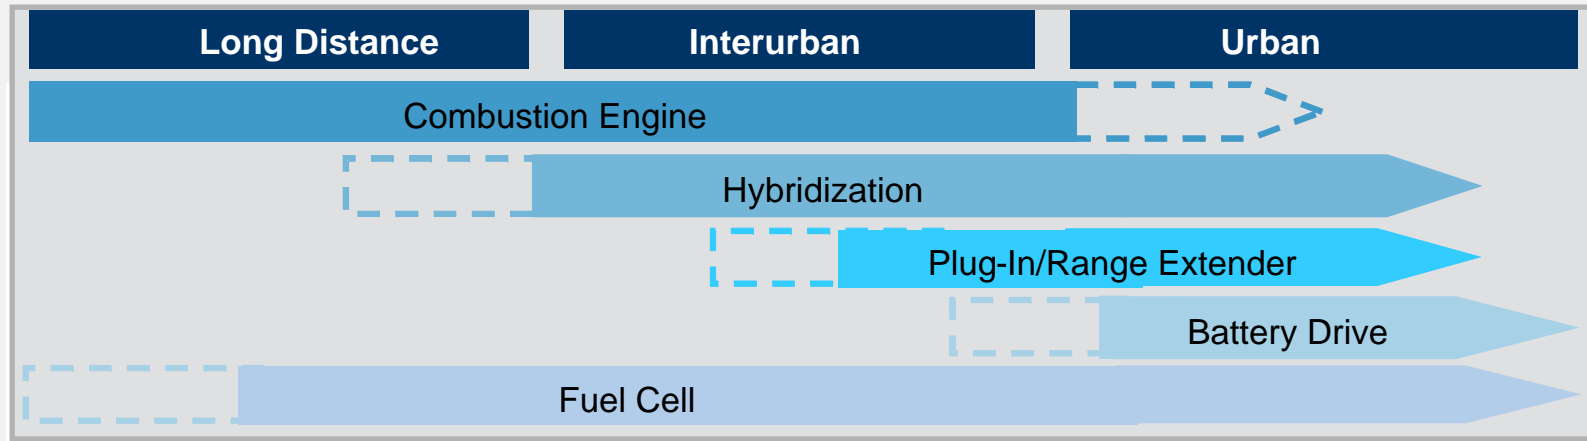 Long Distance
Interurban
Urban
Combustion Engine
Hybridization
Plug-In/Range Extender
Battery Drive
Fuel Cell